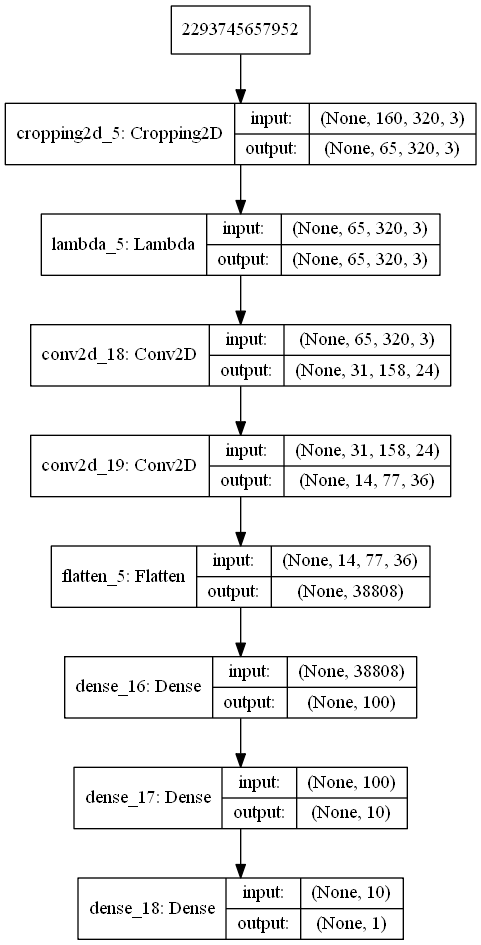 2293745657952
cropping2d_5: Cropping2D
input: (None, 160, 320, 3)
output: (None, 65, 320, 3)
lambda_5: Lambda
input: (None, 65, 320, 3)
output: (None, 65, 320, 3)
conv2d_18: Conv2D
input: (None, 65, 320, 3)
output: (None, 31, 158, 24)
conv2d_19: Conv2D
input: (None, 31, 158, 24)
output: (None, 14, 77, 36)
flatten_5: Flatten
input: (None, 14, 77, 36)
output: (None, 38808)
dense_16: Dense
input: (None, 38808)
output: (None, 100)
dense_17: Dense
input: (None, 100)
output: (None, 10)
dense_18: Dense
input: (None, 10)
output: (None, 1)